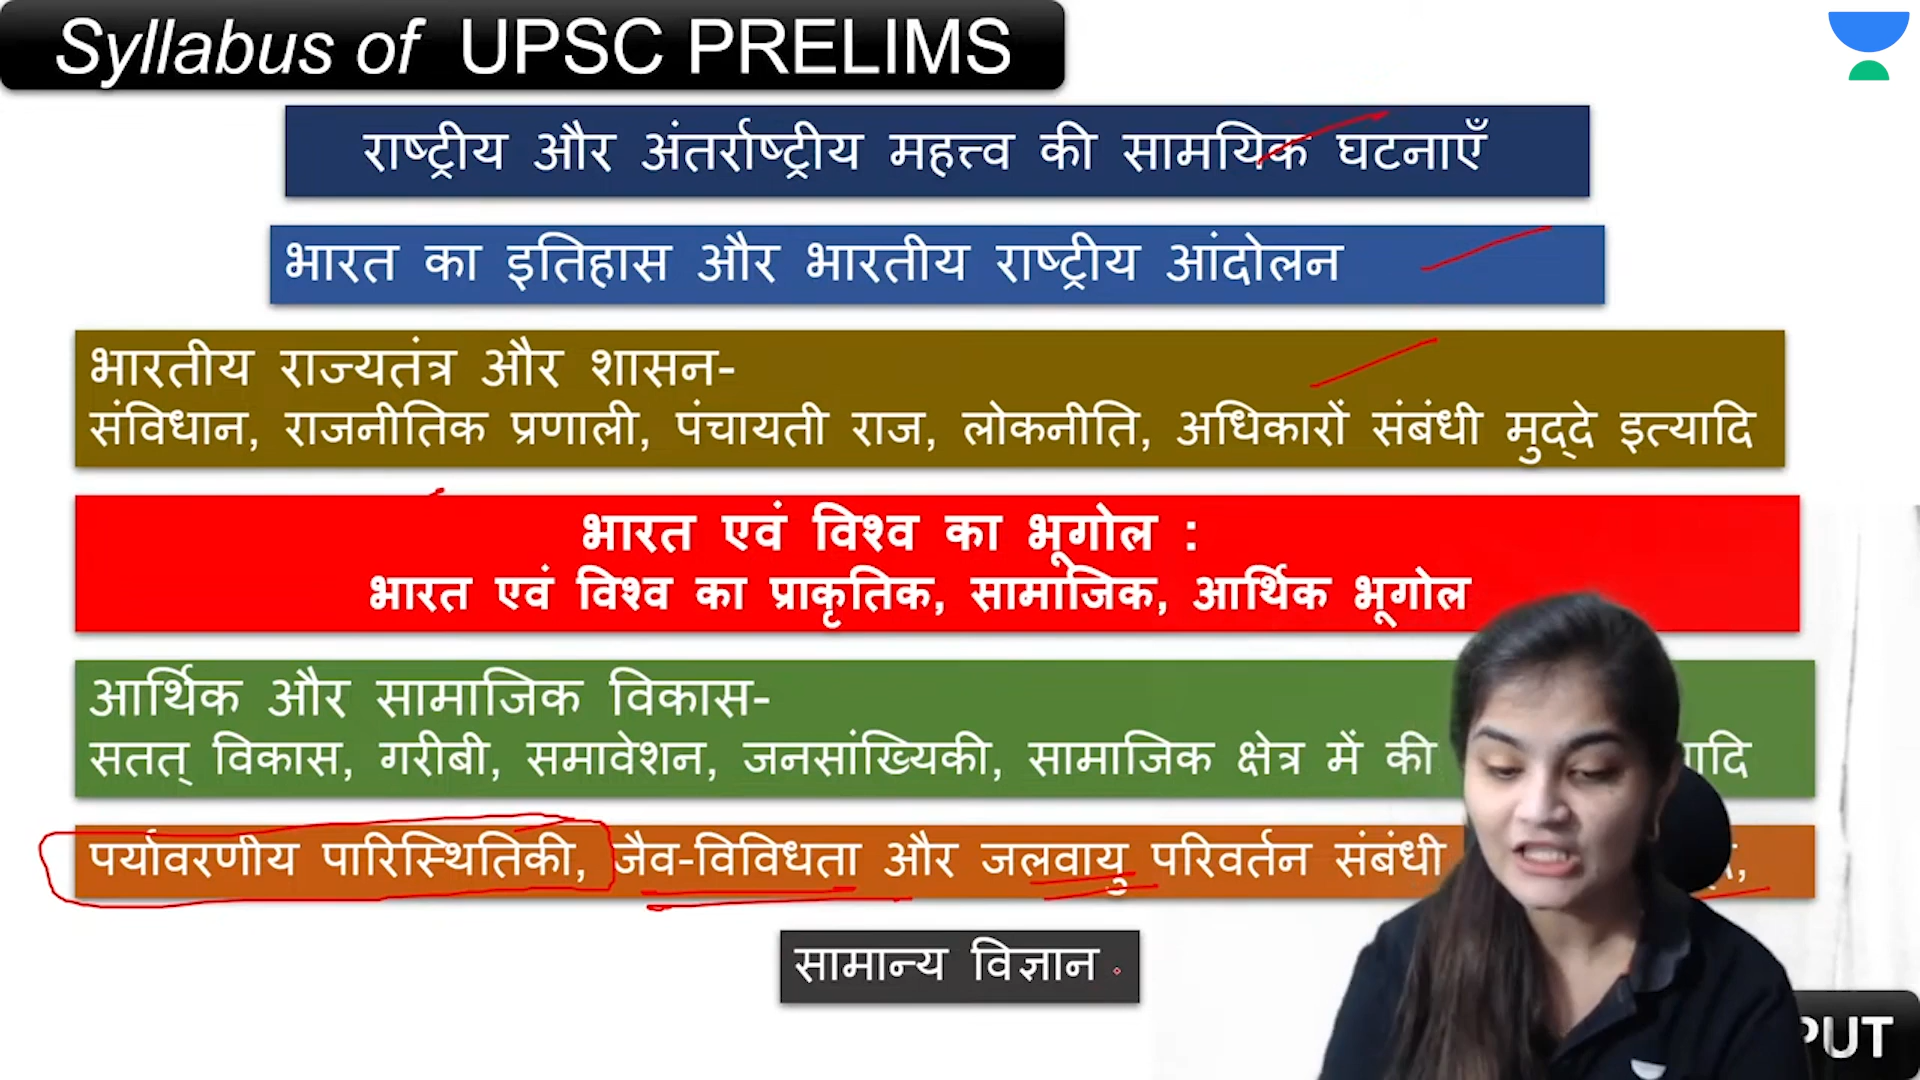 Syllabus of UPSC PRELIMS
राष्ट्रीय और अंतर्राष्ट्रीय महत्त्व की सामयिक घटनाएँ
भारत का इतिहास और भारतीय राष्ट्रीय आंदोलन
भारतीय राज्यतंत्र और शासन-
संविधान, राजनीतिक प्रणाली, पंचायती राज, लोकनीति, अधिकारों संबंधी मुद्दे इत्यादि
भारत एवं विश्व का भूगोल :
भारत एवं विश्व का प्राकृतिक, सामाजिक, आर्थिक भूगोल
आर्थिक और सामाजिक विकास-
सतत् विकास, गरीबी, समावेशन, जनसांख्यिकी, सामाजिक क्षेत्र में की
पर्यावरणीय पारिस्थितिकी, जैव-विविधता और जलवायु परिवर्तन संबंधी
सामान्य विज्ञान